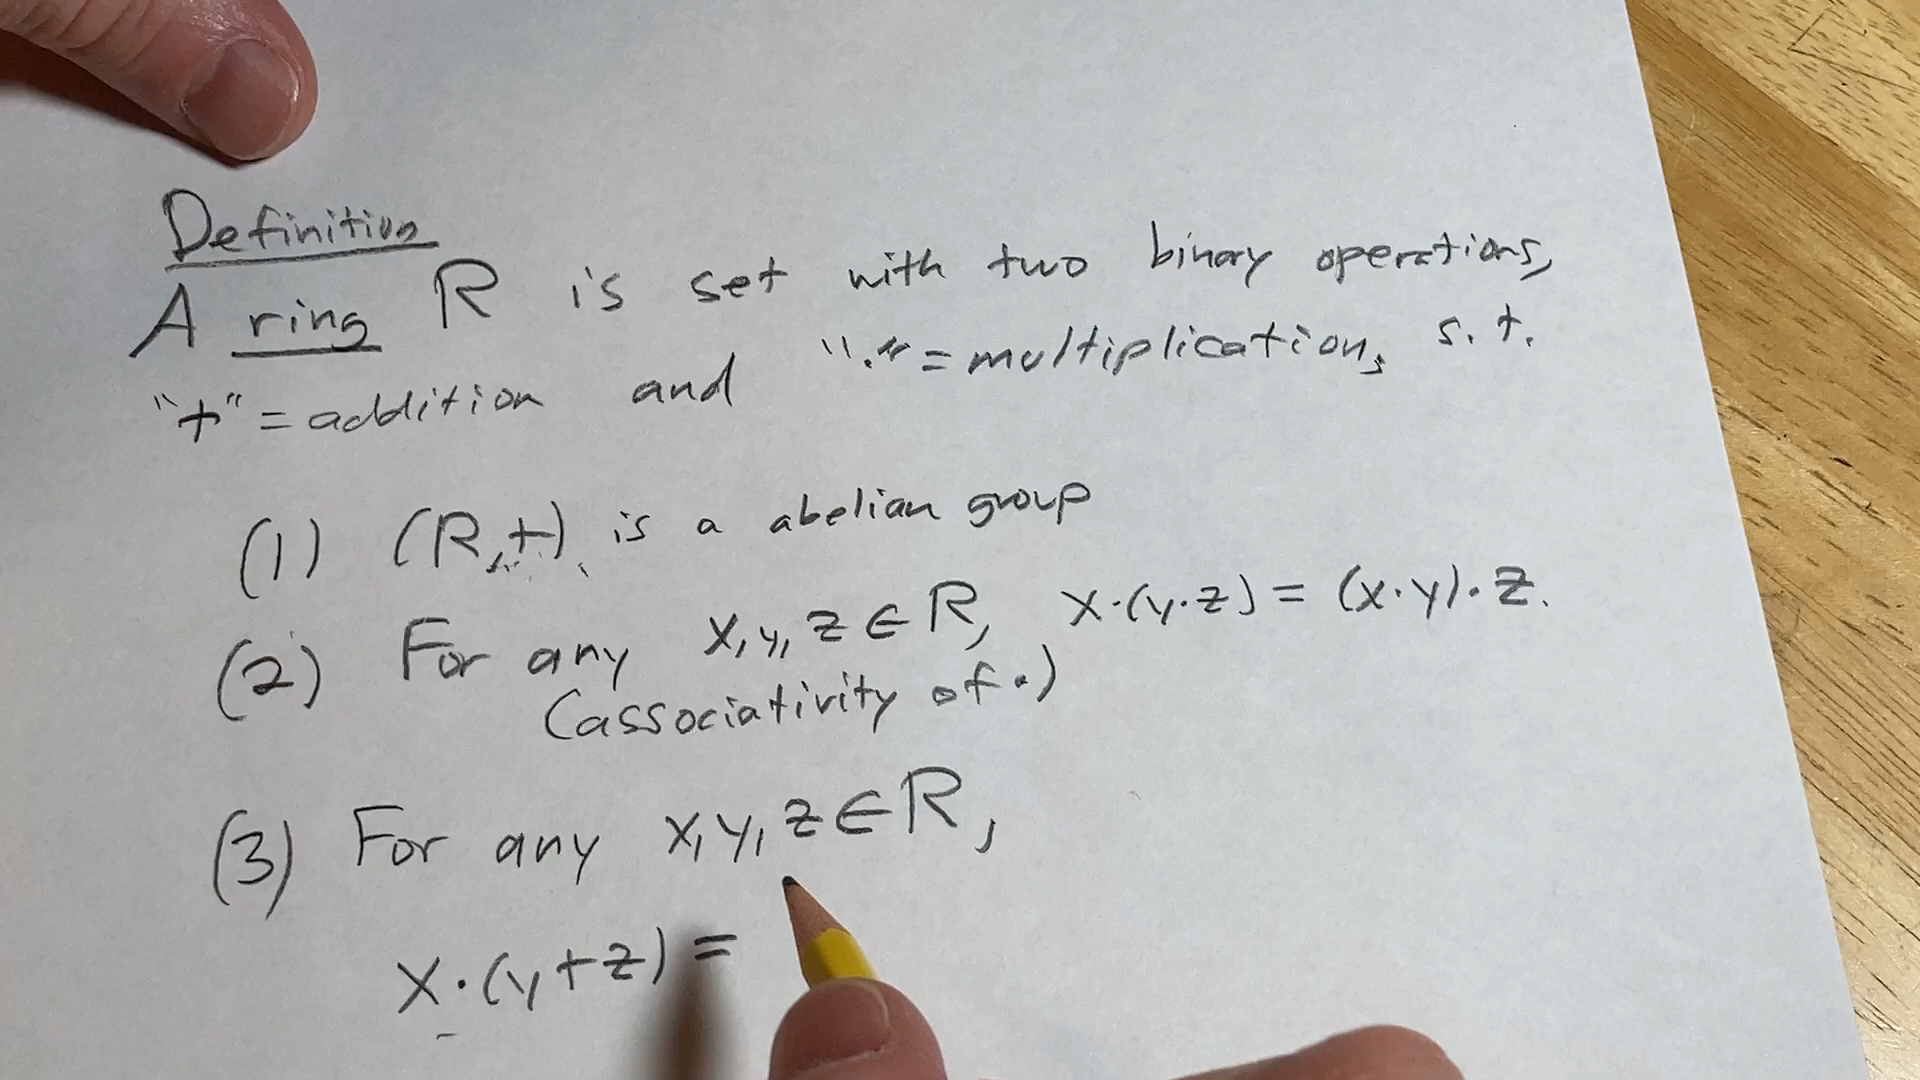 Definition
A ring R is set with two binary operations,
"+" = addition and "·" = multiplication, s.t.
(1) (R,+) is a abelian group
(2) For any x, y, z ∈ R, x·(y·z) = (x·y)·z.
(associativity of ·)
(3) For any x, y, z ∈ R,
x·(y+z) =